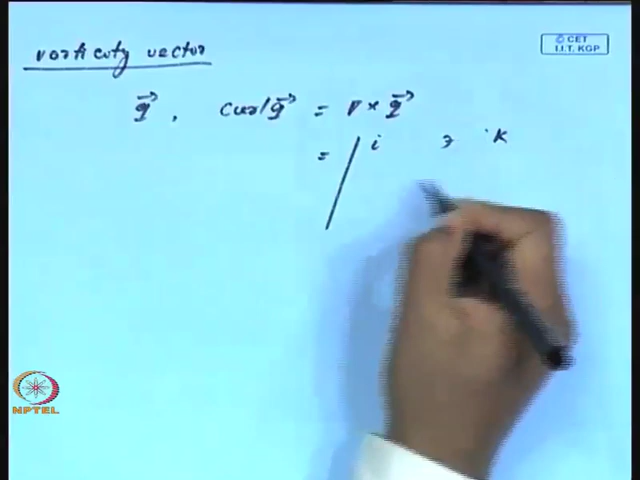 vorticity vector
© CET
I.I.T. KGP
q⃗ , curl q⃗ = ∇ × q⃗
= | i j k
NPTEL